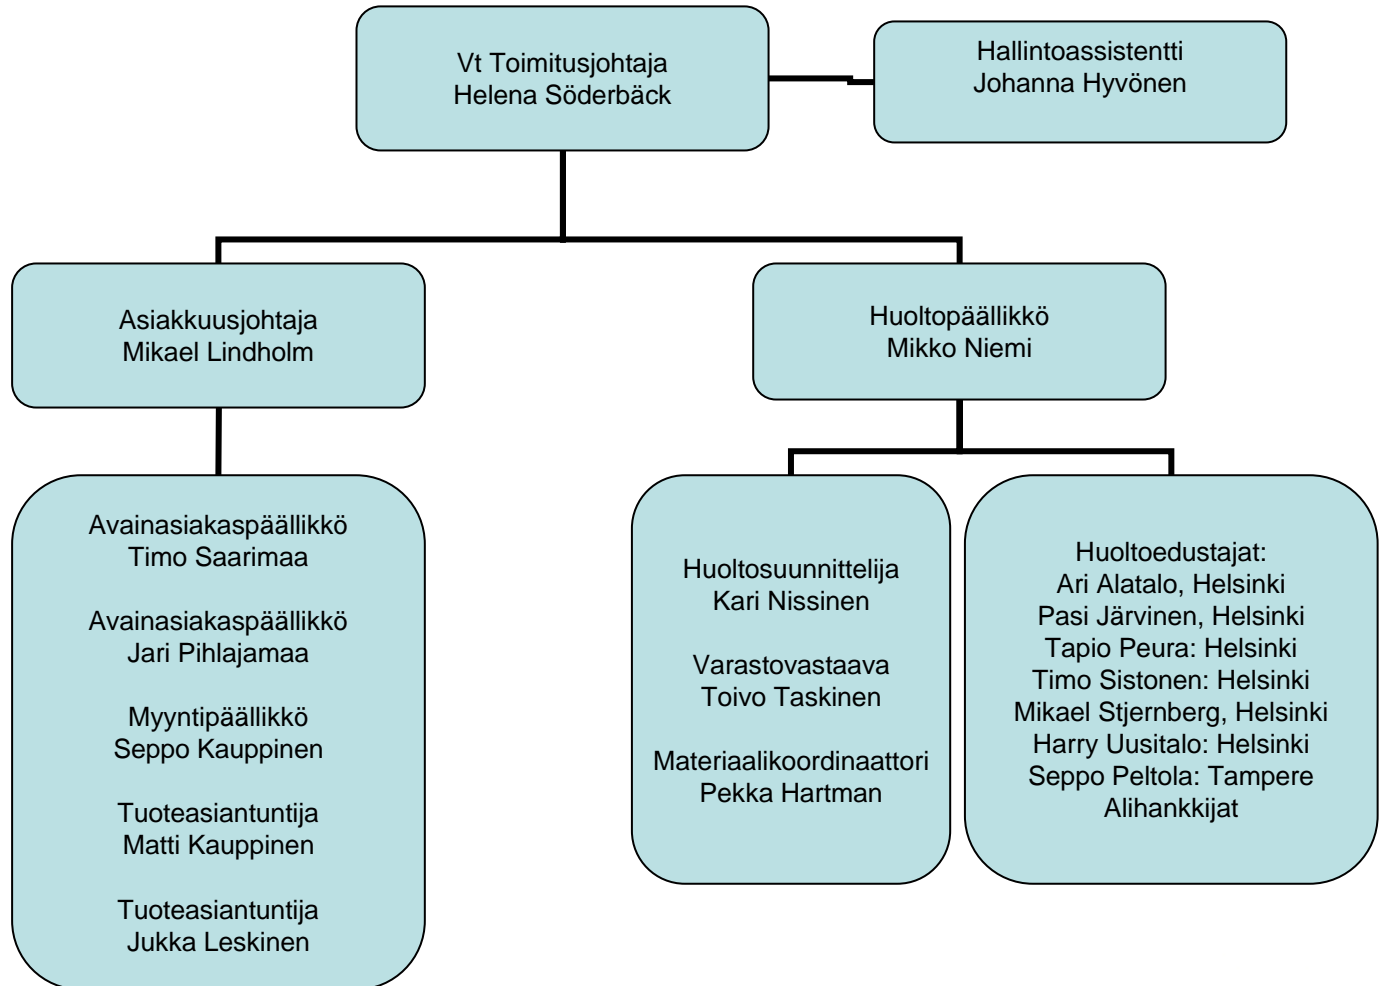 Vt Toimitusjohtaja
Helena Söderbäck
Hallintoassistentti
Johanna Hyvönen
Asiakkuusjohtaja
Mikael Lindholm
Huoltopäällikkö
Mikko Niemi
Avainasiakaspäällikkö
Timo Saarimaa
Avainasiakaspäällikkö
Jari Pihlajamaa
Myyntipäällikkö
Seppo Kauppinen
Tuoteasiantuntija
Matti Kauppinen
Tuoteasiantuntija
Jukka Leskinen
Huoltosuunnittelija
Kari Nissinen
Varastovastaava
Toivo Taskinen
Materiaalikoordinaattori
Pekka Hartman
Huoltoedustajat:
Ari Alatalo, Helsinki
Pasi Järvinen, Helsinki
Tapio Peura: Helsinki
Timo Sistonen: Helsinki
Mikael Stjernberg, Helsinki
Harry Uusitalo: Helsinki
Seppo Peltola: Tampere
Alihankkijat